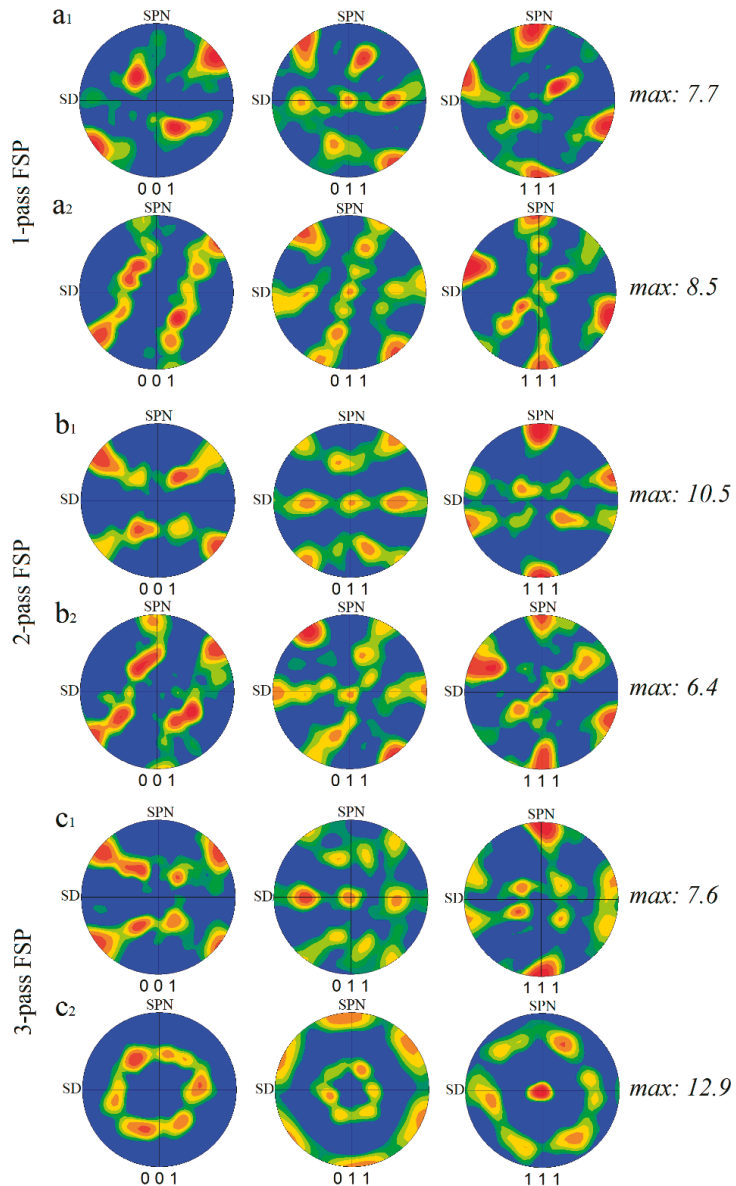 1-pass FSP
a1
SPN SPN SPN
SD SD SD max: 7.7
0 0 1 0 1 1 1 1 1
a2
SPN SPN SPN
SD SD SD max: 8.5
0 0 1 0 1 1 1 1 1
2-pass FSP
b1
SPN SPN SPN
SD SD SD max: 10.5
0 0 1 0 1 1 1 1 1
b2
SPN SPN SPN
SD SD SD max: 6.4
0 0 1 0 1 1 1 1 1
3-pass FSP
c1
SPN SPN SPN
SD SD SD max: 7.6
0 0 1 0 1 1 1 1 1
c2
SPN SPN SPN
SD SD SD max: 12.9
0 0 1 0 1 1 1 1 1